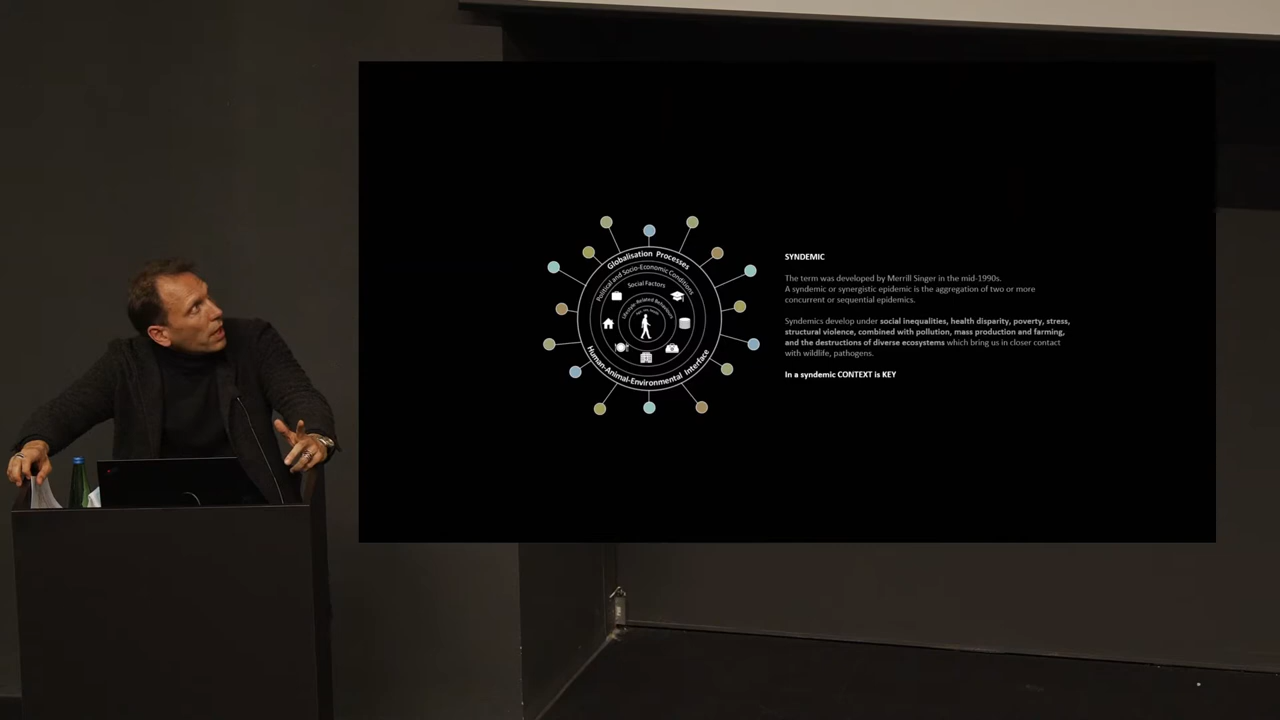 Globalisation Processes
Political and Socio-Economic Conditions
Social Factors
Lifestyle-Related Behaviour
Human-Animal-Environmental Interface
SYNDEMIC
The term was developed by Merrill Singer in the mid-1990s.
A syndemic or synergistic epidemic is the aggregation of two or more
concurrent or sequential epidemics.
Syndemics develop under social inequalities, health disparity, poverty, stress,
structural violence, combined with pollution, mass production and farming,
and the destructions of diverse ecosystems which bring us in closer contact
with wildlife, pathogens.
In a syndemic CONTEXT is KEY